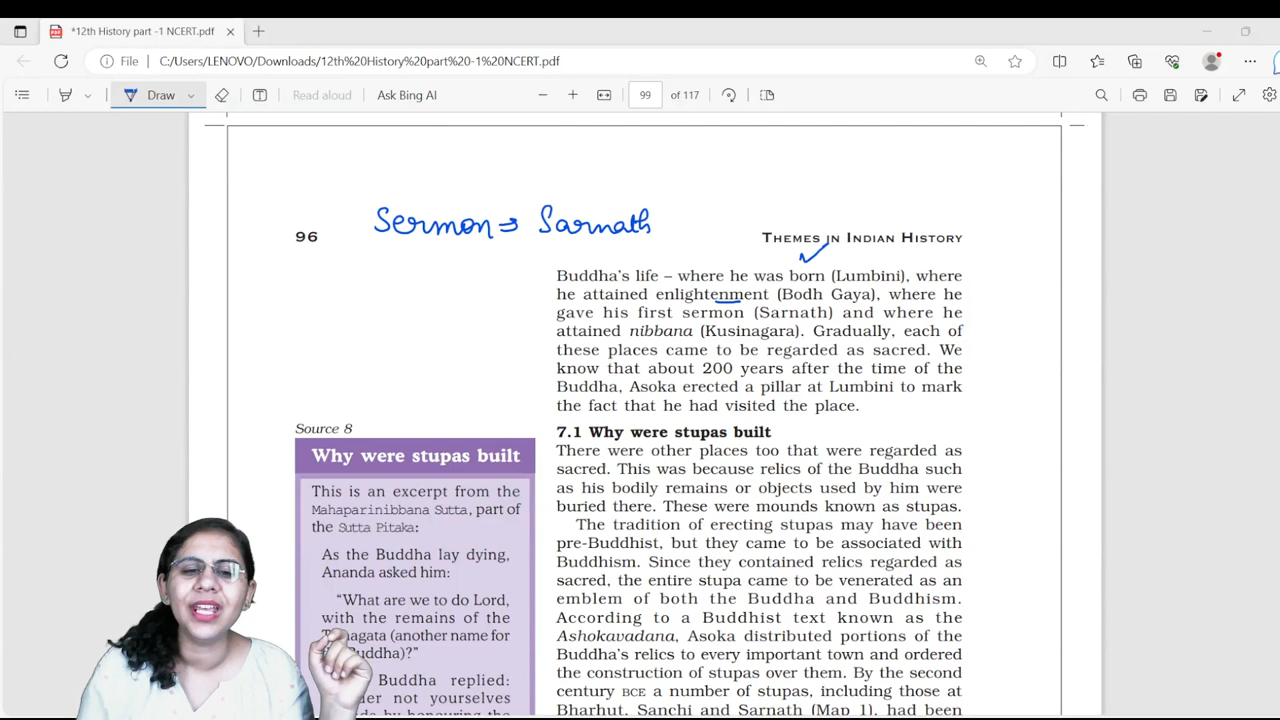 *12th History part -1 NCERT.pdf
File
C:/Users/LENOVO/Downloads/12th%20History%20part%20-1%20NCERT.pdf
Draw
Read aloud
Ask Bing AI
99 of 117
Sermon ⇒ Sarnath
96
THEMES IN INDIAN HISTORY
Buddha's life – where he was born (Lumbini), where
he attained enlightenment (Bodh Gaya), where he
gave his first sermon (Sarnath) and where he
attained nibbana (Kusinagara). Gradually, each of
these places came to be regarded as sacred. We
know that about 200 years after the time of the
Buddha, Asoka erected a pillar at Lumbini to mark
the fact that he had visited the place.
Source 8
Why were stupas built
This is an excerpt from the
Mahaparinibbana Sutta, part of
the Sutta Pitaka:
As the Buddha lay dying,
Ananda asked him:
"What are we to do Lord,
with the remains of the
(another name for
Buddha)?"
Buddha replied:
not yourselves
by honouring the
7.1 Why were stupas built
There were other places too that were regarded as
sacred. This was because relics of the Buddha such
as his bodily remains or objects used by him were
buried there. These were mounds known as stupas.
The tradition of erecting stupas may have been
pre-Buddhist, but they came to be associated with
Buddhism. Since they contained relics regarded as
sacred, the entire stupa came to be venerated as an
emblem of both the Buddha and Buddhism.
According to a Buddhist text known as the
Ashokavadana, Asoka distributed portions of the
Buddha's relics to every important town and ordered
the construction of stupas over them. By the second
century BCE a number of stupas, including those at
Bharhut, Sanchi and Sarnath (Map 1), had been